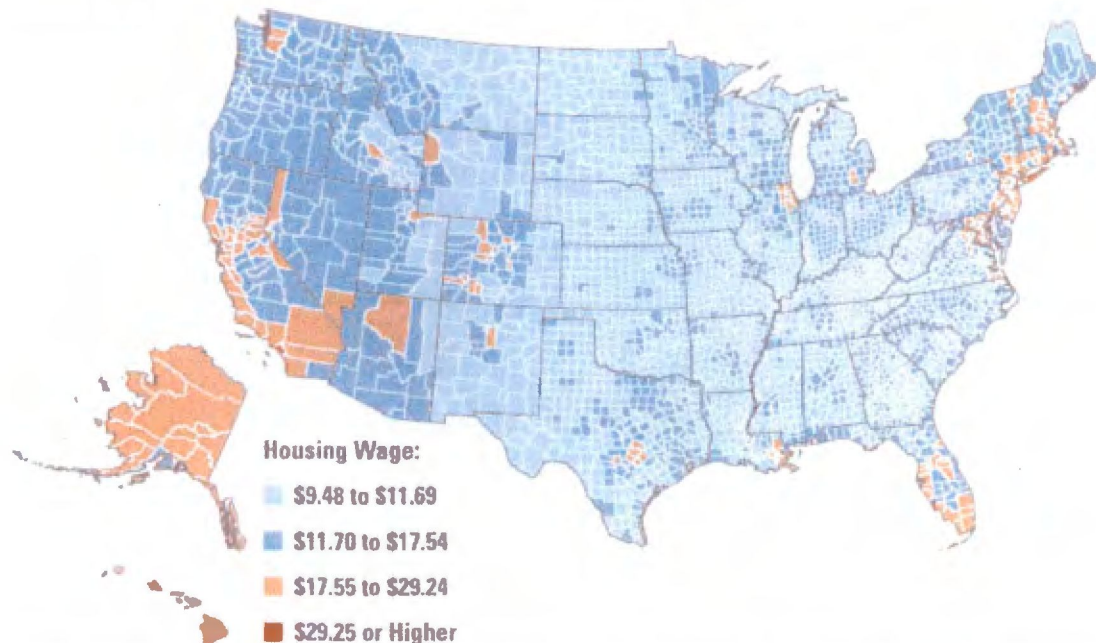 Housing Wage:
$9.48 to $11.69
$11.70 to $17.54
$17.55 to $29.24
$29.25 or Higher